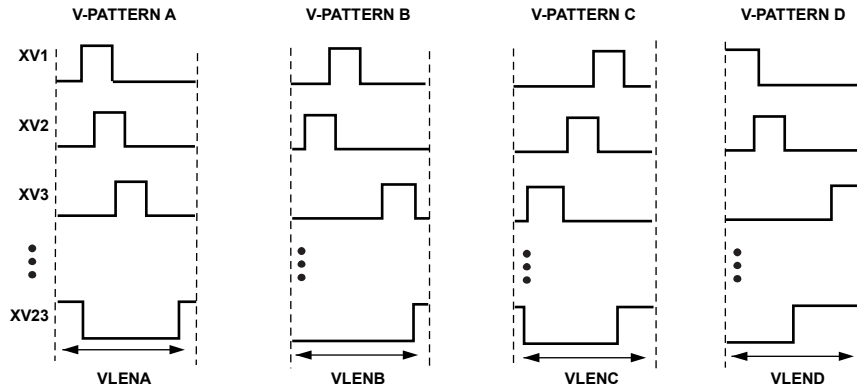 V-PATTERN A V-PATTERN B V-PATTERN C V-PATTERN D
XV1
XV2
XV3
XV23
VLENA VLENB VLENC VLEND